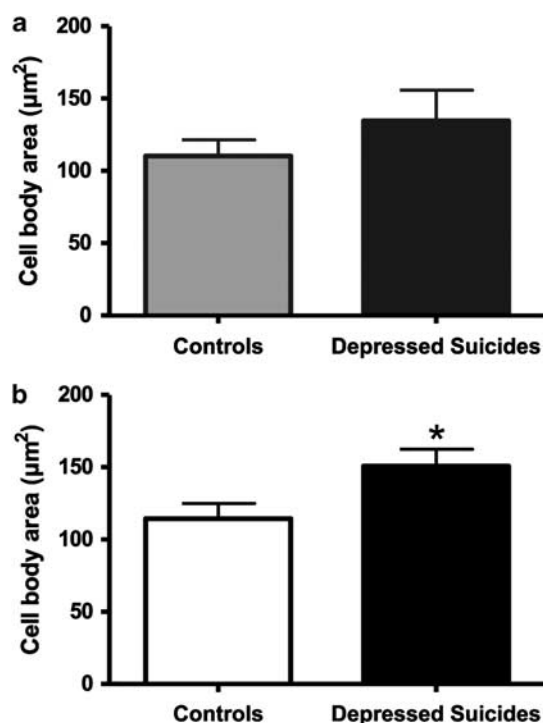 a
Cell body area (µm²)
200
150
100
50
0
Controls Depressed Suicides
b
Cell body area (µm²)
200
150
100
50
0
*
Controls Depressed Suicides